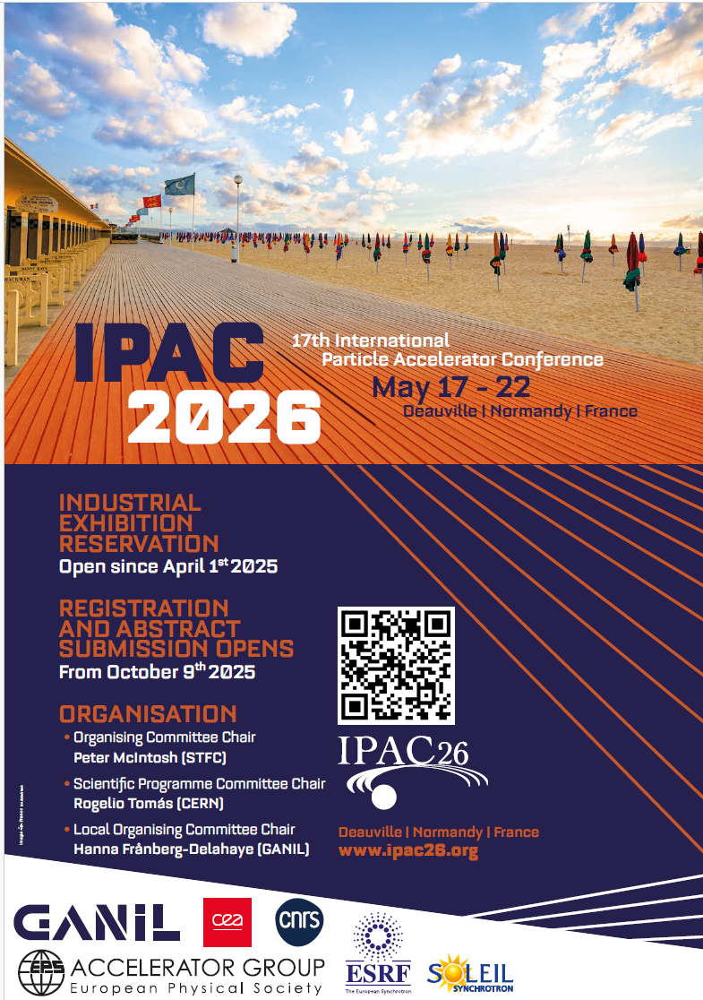 IPAC
2026
17th International
Particle Accelerator Conference
May 17 - 22
Deauville | Normandy | France
INDUSTRIAL
EXHIBITION
RESERVATION
Open since April 1st 2025
REGISTRATION
AND ABSTRACT
SUBMISSION OPENS
From October 9th 2025
ORGANISATION
• Organising Committee Chair
Peter McIntosh (STFC)
• Scientific Programme Committee Chair
Rogelio Tomás (CERN)
• Local Organising Committee Chair
Hanna Frånberg-Delahaye (GANIL)
IPAC26
Deauville | Normandy | France
www.ipac26.org
GANIL
cea
cnrs
EPS ACCELERATOR GROUP
European Physical Society
ESRF
The European Synchrotron
SOLEIL
SYNCHROTRON